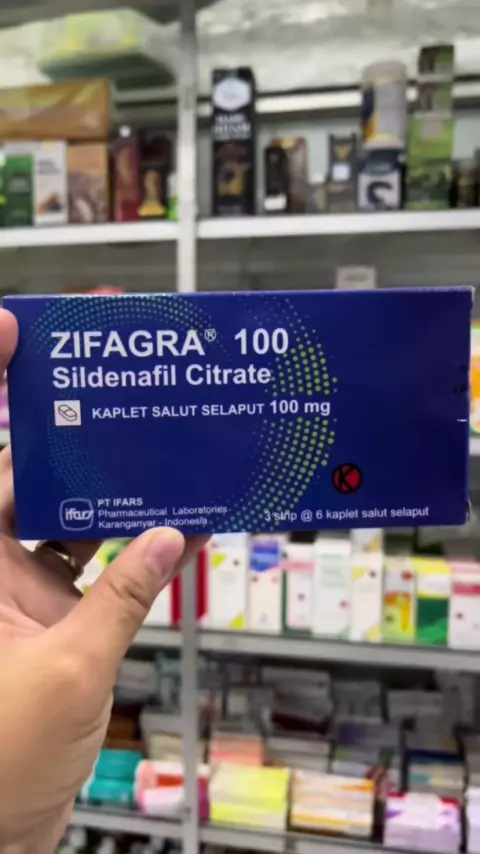 ZIFAGRA® 100
Sildenafil Citrate
KAPLET SALUT SELAPUT 100 mg
K
ifars
PT IFARS
Pharmaceutical Laboratories
Karanganyar - Indonesia
3 strip @ 6 kaplet salut selaput